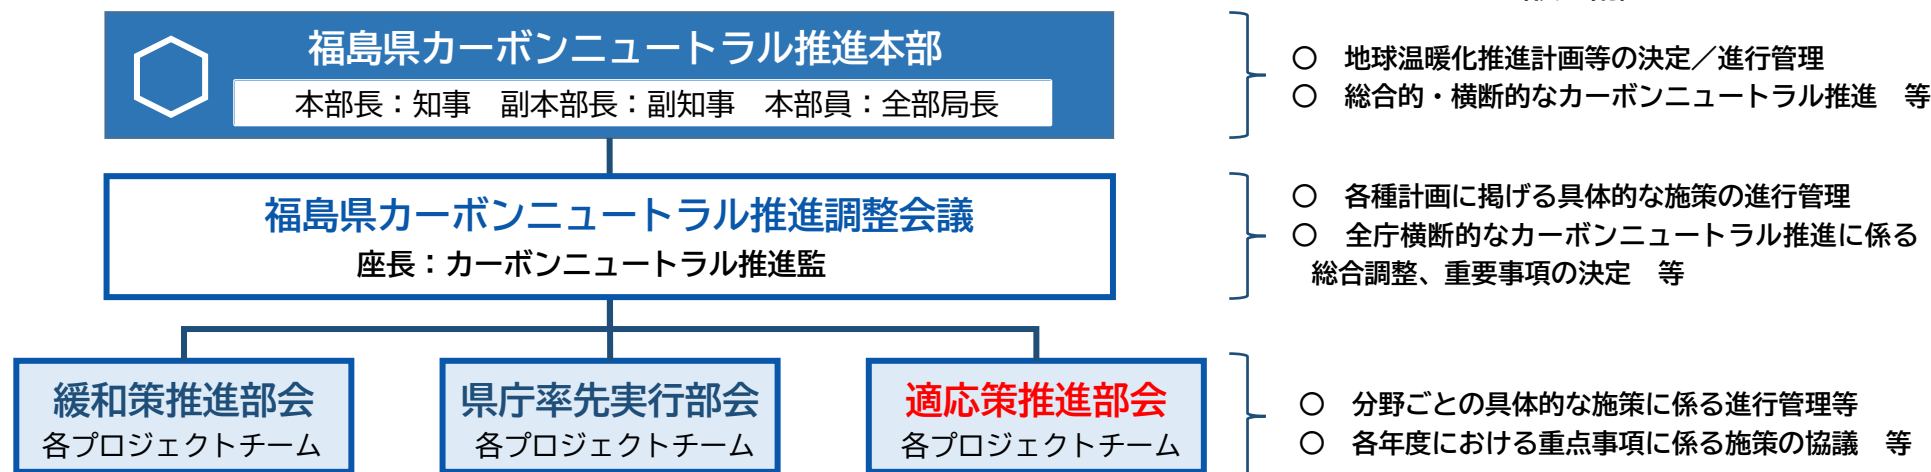 福島県カーボンニュートラル推進本部
本部長：知事　副本部長：副知事　本部員：全部局長
○　地球温暖化推進計画等の決定／進行管理
○　総合的・横断的なカーボンニュートラル推進　等
福島県カーボンニュートラル推進調整会議
座長：カーボンニュートラル推進監
○　各種計画に掲げる具体的な施策の進行管理
○　全庁横断的なカーボンニュートラル推進に係る
総合調整、重要事項の決定　等
緩和策推進部会
各プロジェクトチーム
県庁率先実行部会
各プロジェクトチーム
適応策推進部会
各プロジェクトチーム
○　分野ごとの具体的な施策に係る進行管理等
○　各年度における重点事項に係る施策の協議　等